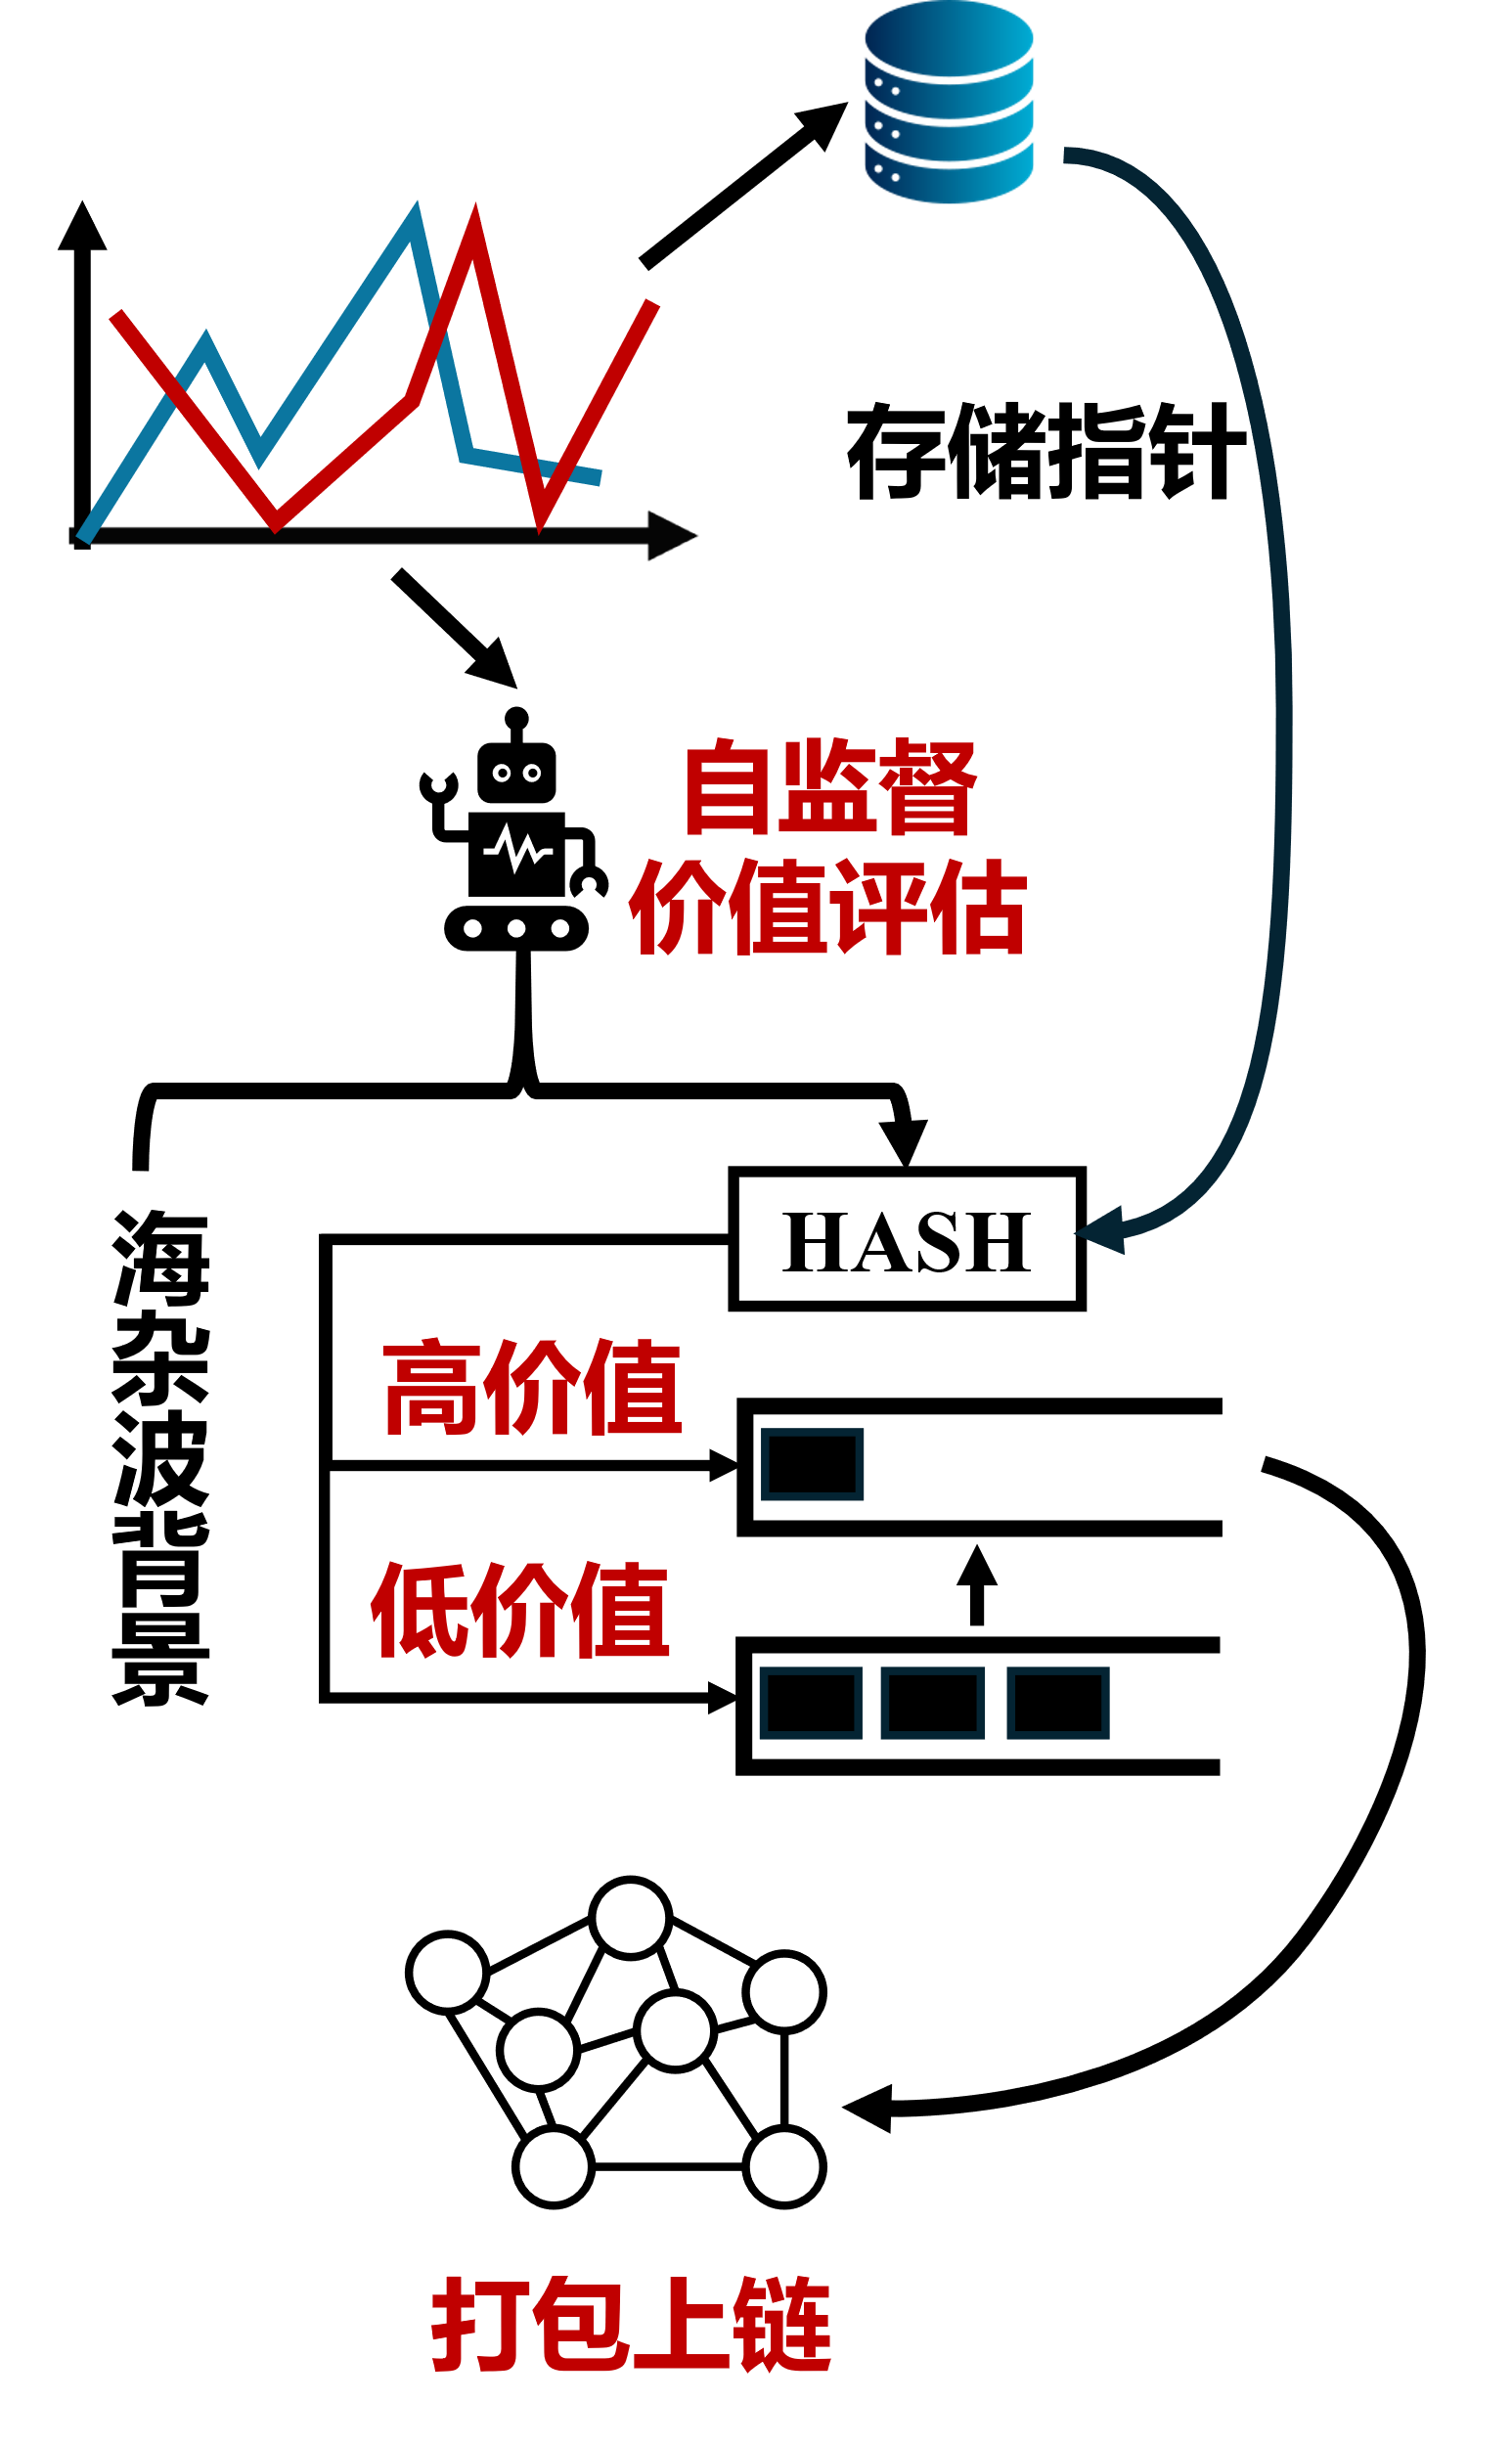 存储指针
自监督
价值评估
HASH
海杂波背景
高价值
低价值
打包上链